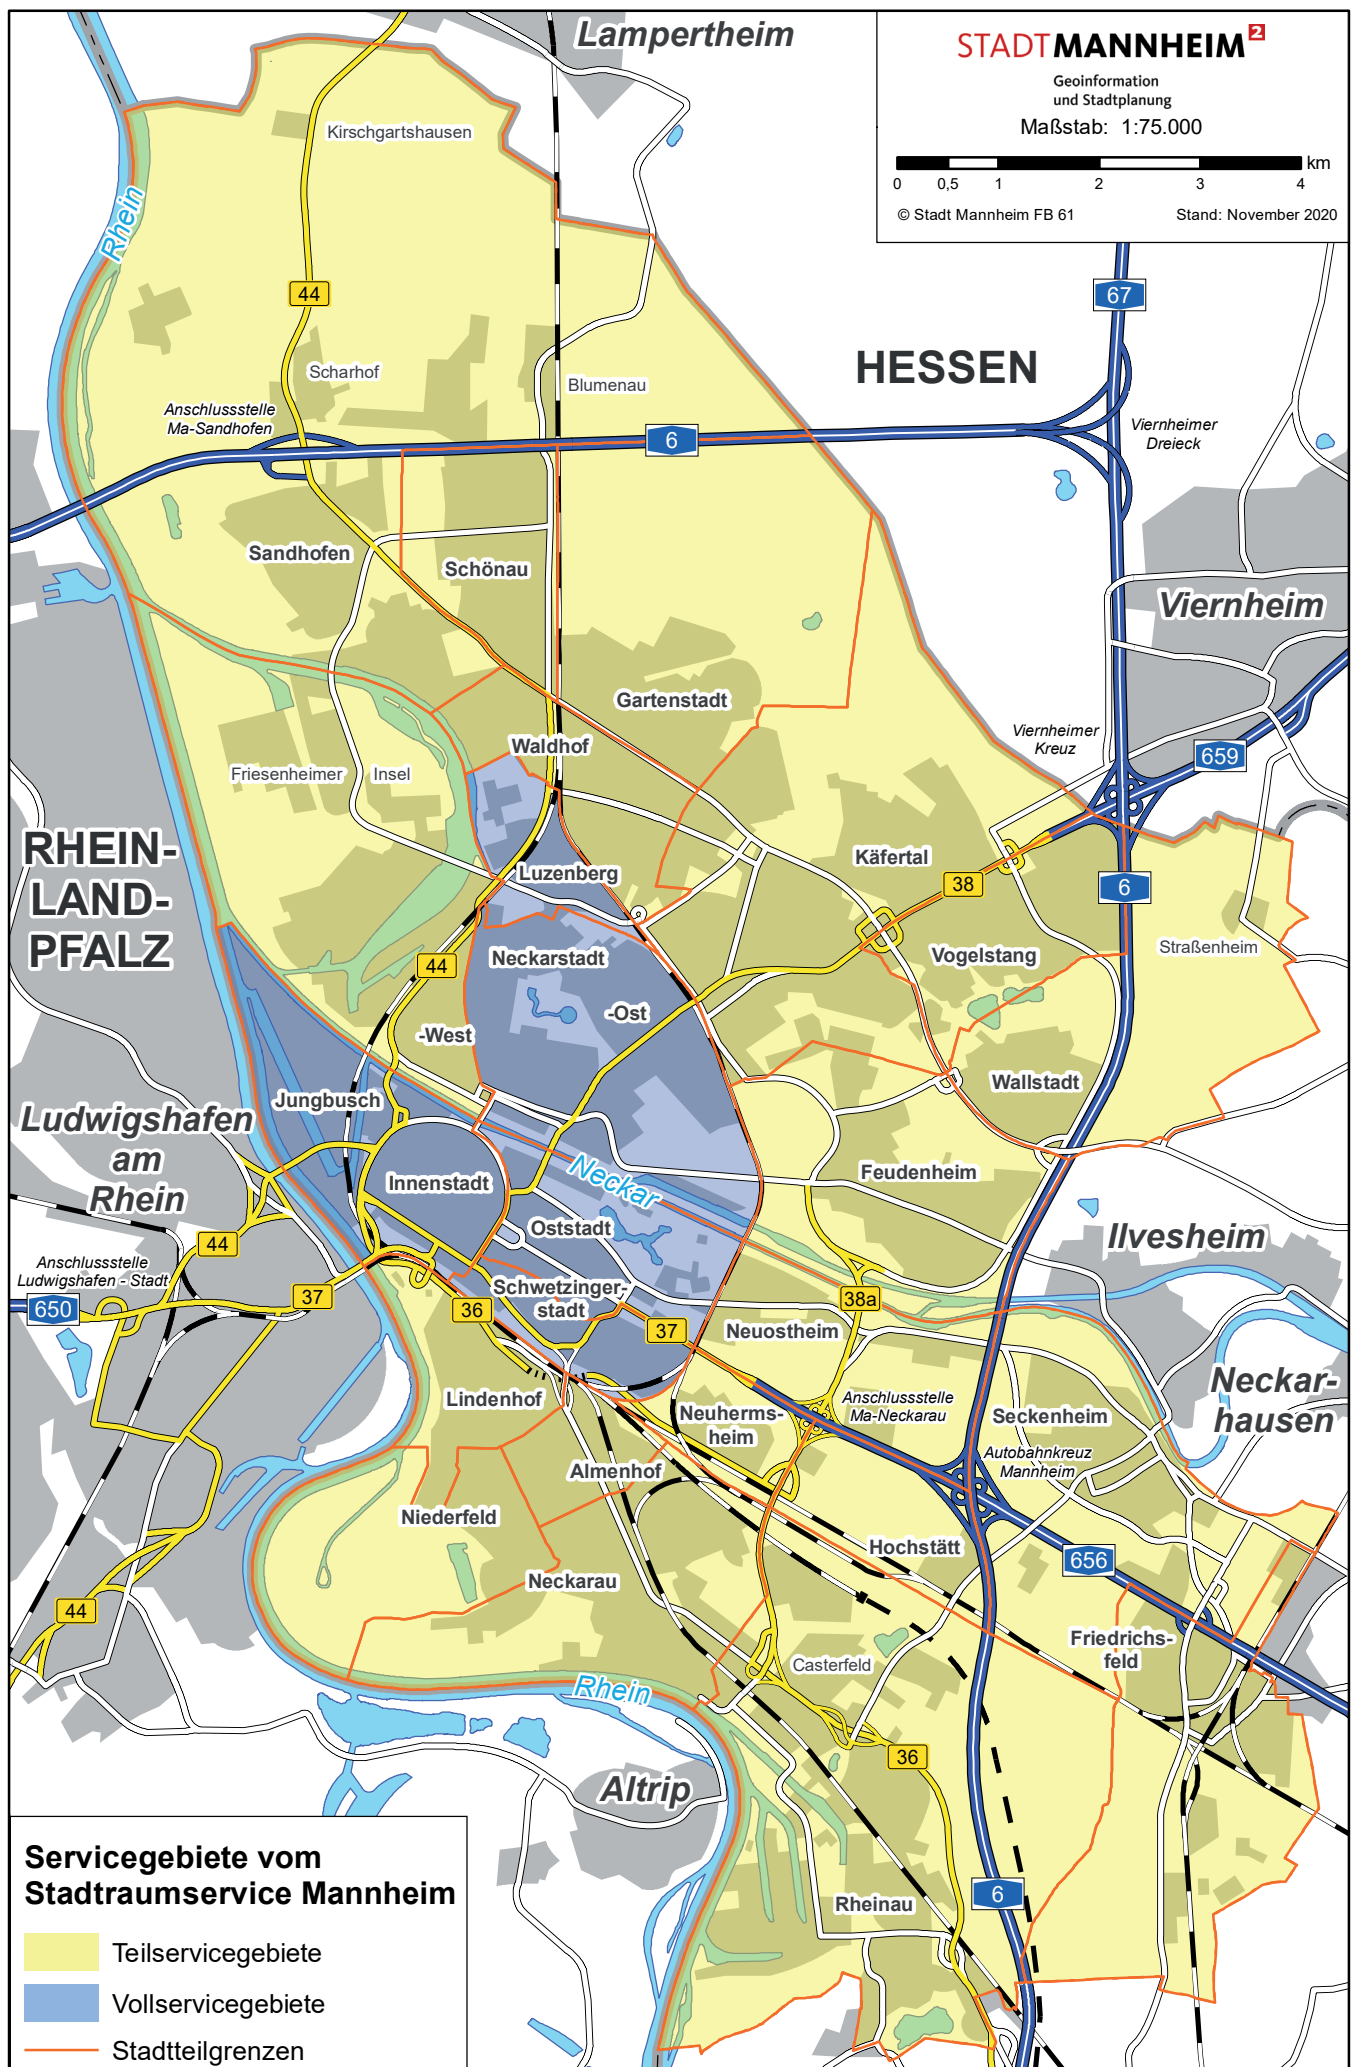 Lampertheim
STADTMANNHEIM²
Geoinformation
und Stadtplanung
Maßstab: 1:75.000
km
0 0,5 1 2 3 4
© Stadt Mannheim FB 61 Stand: November 2020
Kirschgartshausen
Rhein
44
67
HESSEN
Scharhof
Blumenau
Anschlussstelle
Ma-Sandhofen
6
Viernheimer
Dreieck
Sandhofen
Schönau
Viernheim
Gartenstadt
Waldhof
Viernheimer
Kreuz
659
Friesenheimer Insel
RHEIN-
LAND-
PFALZ
Luzenberg
Käfertal
38
6
Neckarstadt
44
Vogelstang
Straßenheim
-Ost
-West
Jungbusch
Wallstadt
Ludwigshafen
am
Rhein
Innenstadt
Neckar
Feudenheim
Oststadt
Ilvesheim
44
Anschlussstelle
Ludwigshafen - Stadt
650
37
36
Schwetzinger-
stadt
37
38a
Neuostheim
Lindenhof
Neuherms-
heim
Anschlussstelle
Ma-Neckarau
Seckenheim
Neckar-
hausen
Autobahnkreuz
Mannheim
Almenhof
Niederfeld
Hochstätt
656
Neckarau
44
Friedrichs-
feld
Casterfeld
Rhein
36
Altrip
6
Rheinau
Servicegebiete vom
Stadtraumservice Mannheim
Teilservicegebiete
Vollservicegebiete
Stadtteilgrenzen